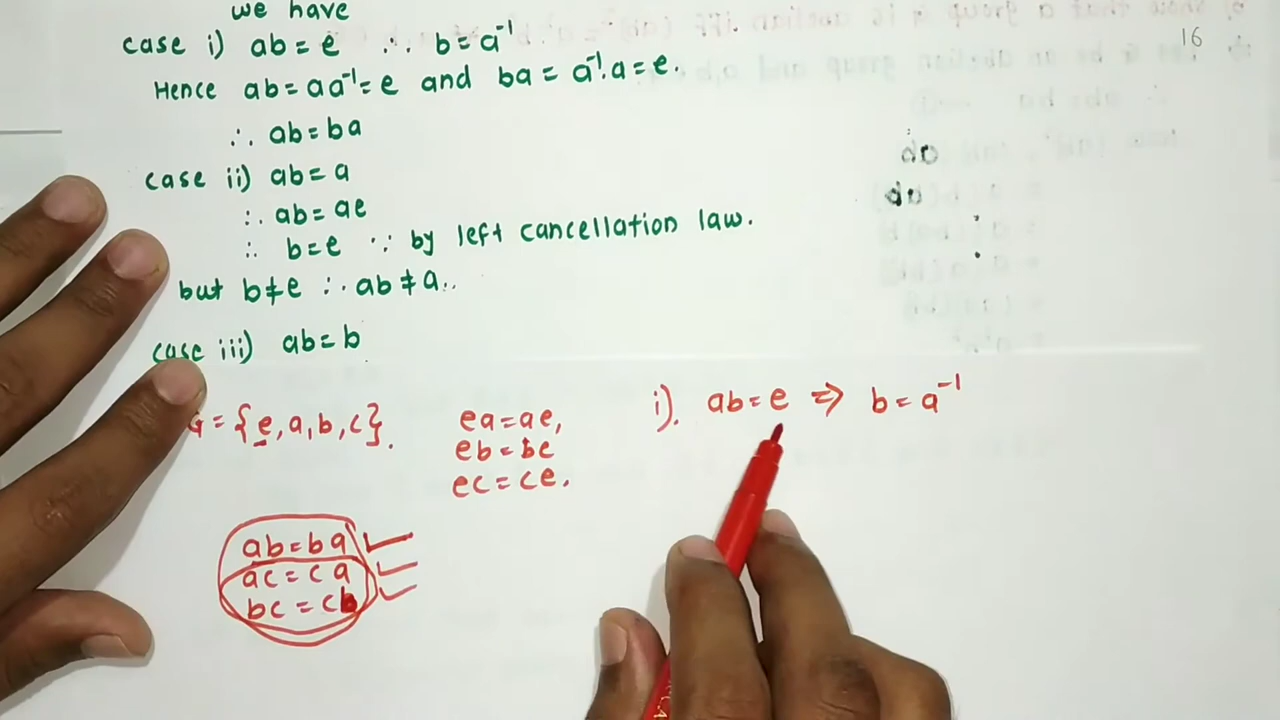 we have
case i) ab = e ∴ b = a⁻¹
Hence ab = aa⁻¹ = e and ba = a⁻¹.a = e.
∴ ab = ba
case ii) ab = a
∴ ab = ae
∴ b = e ∵ by left cancellation law.
but b ≠ e ∴ ab ≠ a.
case iii) ab = b
= {e, a, b, c}.
ea = ae,
eb = be
ec = ce.
ab = ba
ac = ca
bc = cb
i). ab = e ⇒ b = a⁻¹
16
do
do